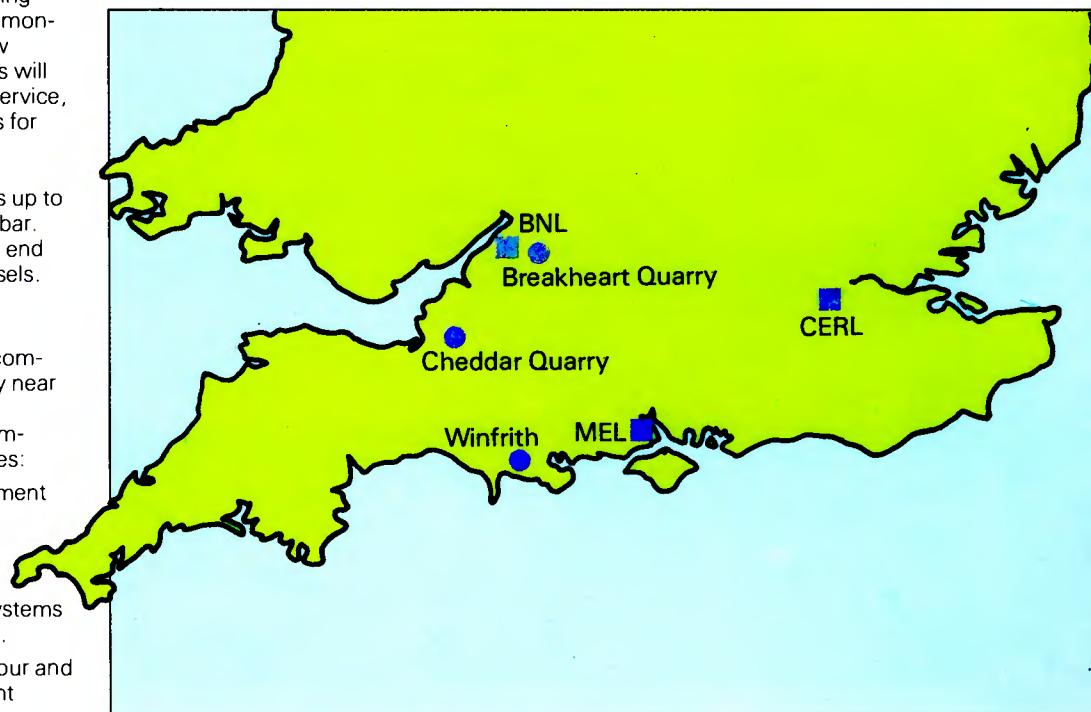 mon-
s will
ervice,
s for
s up to
bar.
end
sels.
com-
y near
m-
es:
ment
ystems
our and
nt
BNL
Breakheart Quarry
CERL
Cheddar Quarry
Winfrith
MEL